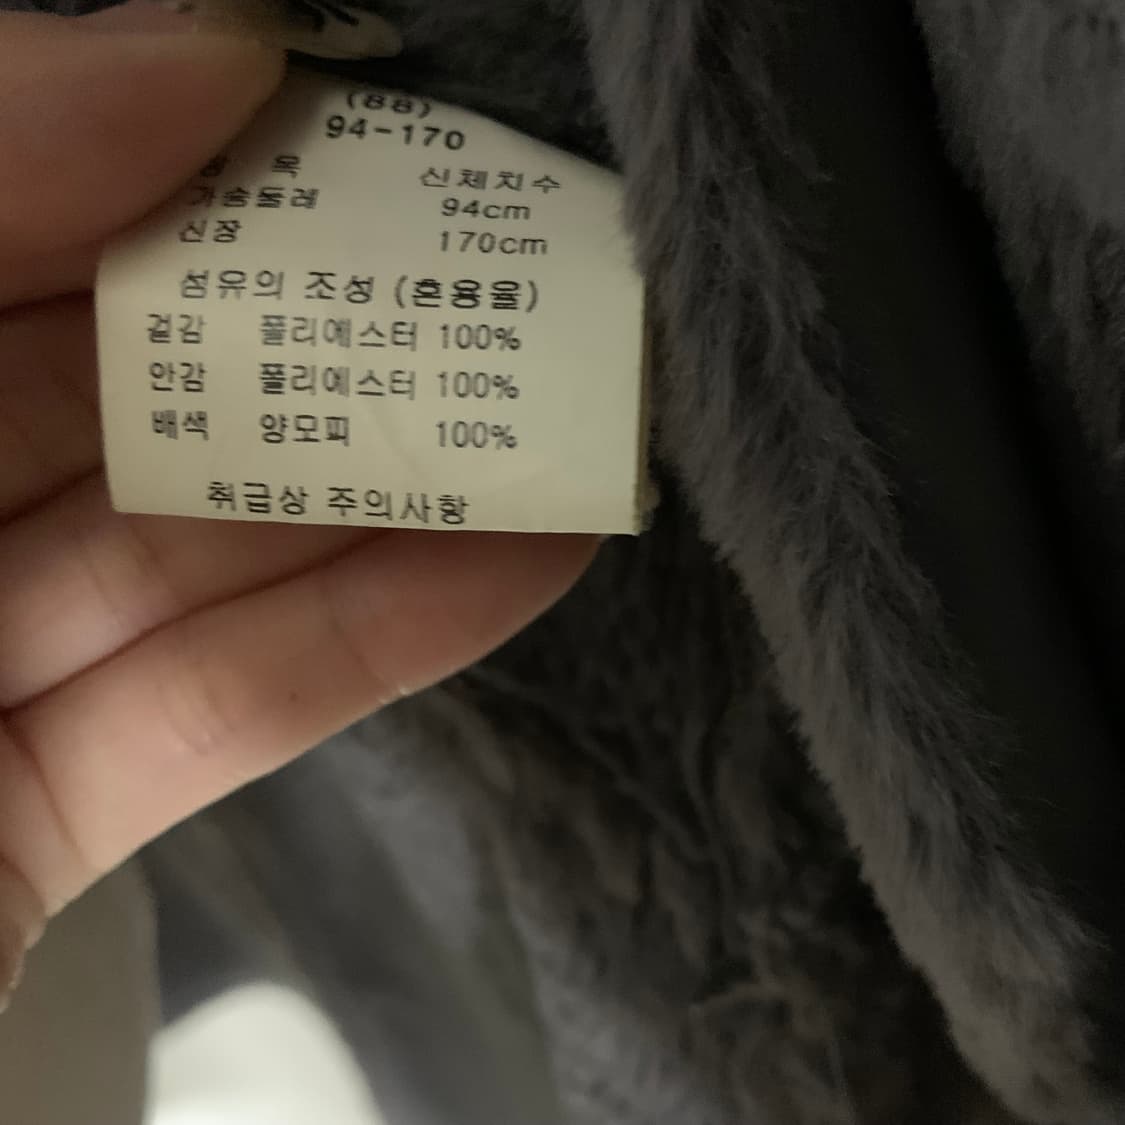 (88)
94-170
항 목 신체치수
가슴둘레 94cm
신장 170cm
섬유의 조성 (혼용율)
겉감 폴리에스터 100%
안감 폴리에스터 100%
배색 양모피 100%
취급상 주의사항